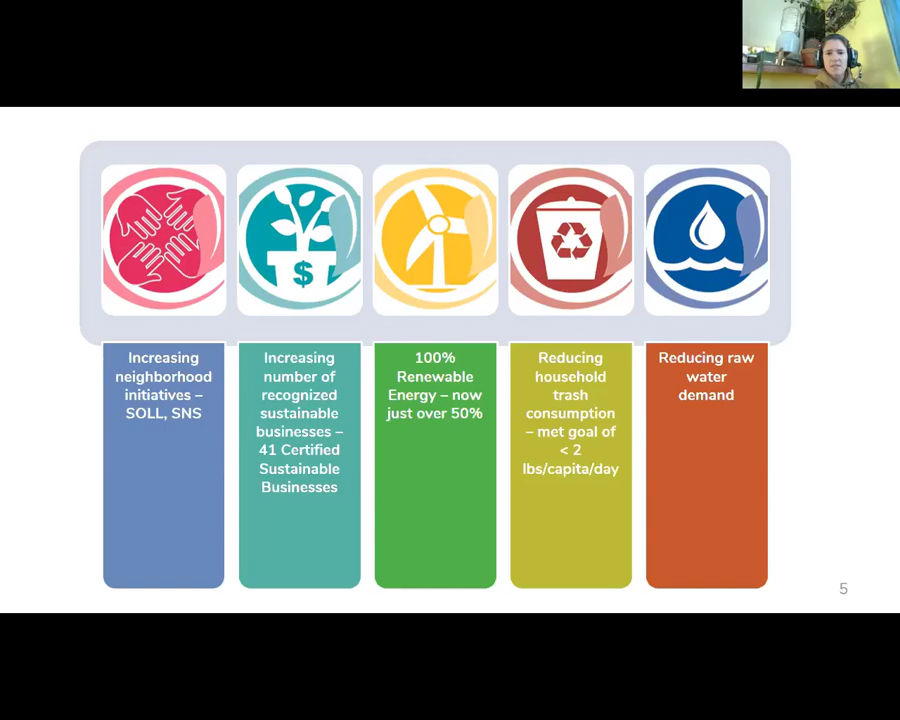 $
Increasing
neighborhood
initiatives –
SOLL, SNS
Increasing
number of
recognized
sustainable
businesses –
41 Certified
Sustainable
Businesses
100%
Renewable
Energy – now
just over 50%
Reducing
household
trash
consumption
– met goal of
< 2
lbs/capita/day
Reducing raw
water
demand
5